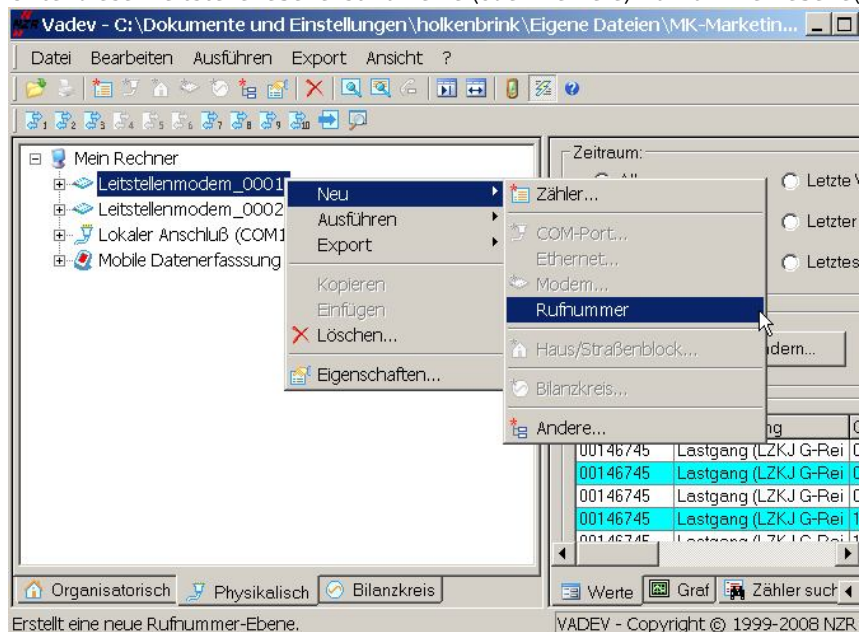 Vadev - C:\Dokumente und Einstellungen\holkenbrink\Eigene Dateien\MK-Marketin...
Datei Bearbeiten Ausführen Export Ansicht ?
Mein Rechner
Leitstellenmodem_0001
Leitstellenmodem_0002
Lokaler Anschluß (COM1
Mobile Datenerfasssung
Neu
Ausführen
Export
Kopieren
Einfügen
Löschen...
Eigenschaften...
Zähler...
COM-Port...
Ethernet...
Modem...
Rufnummer
Haus/Straßenblock...
Bilanzkreis...
Andere...
Zeitraum:
Letzte
Letzter
Letztes
dern...
ng
00146745 Lastgang (LZKJ G-Rei
00146745 Lastgang (LZKJ G-Rei
00146745 Lastgang (LZKJ G-Rei
00146745 Lastgang (LZKJ G-Rei
Organisatorisch Physikalisch Bilanzkreis
Werte Graf Zähler such
Erstellt eine neue Rufnummer-Ebene.
VADEV - Copyright © 1999-2008 NZR